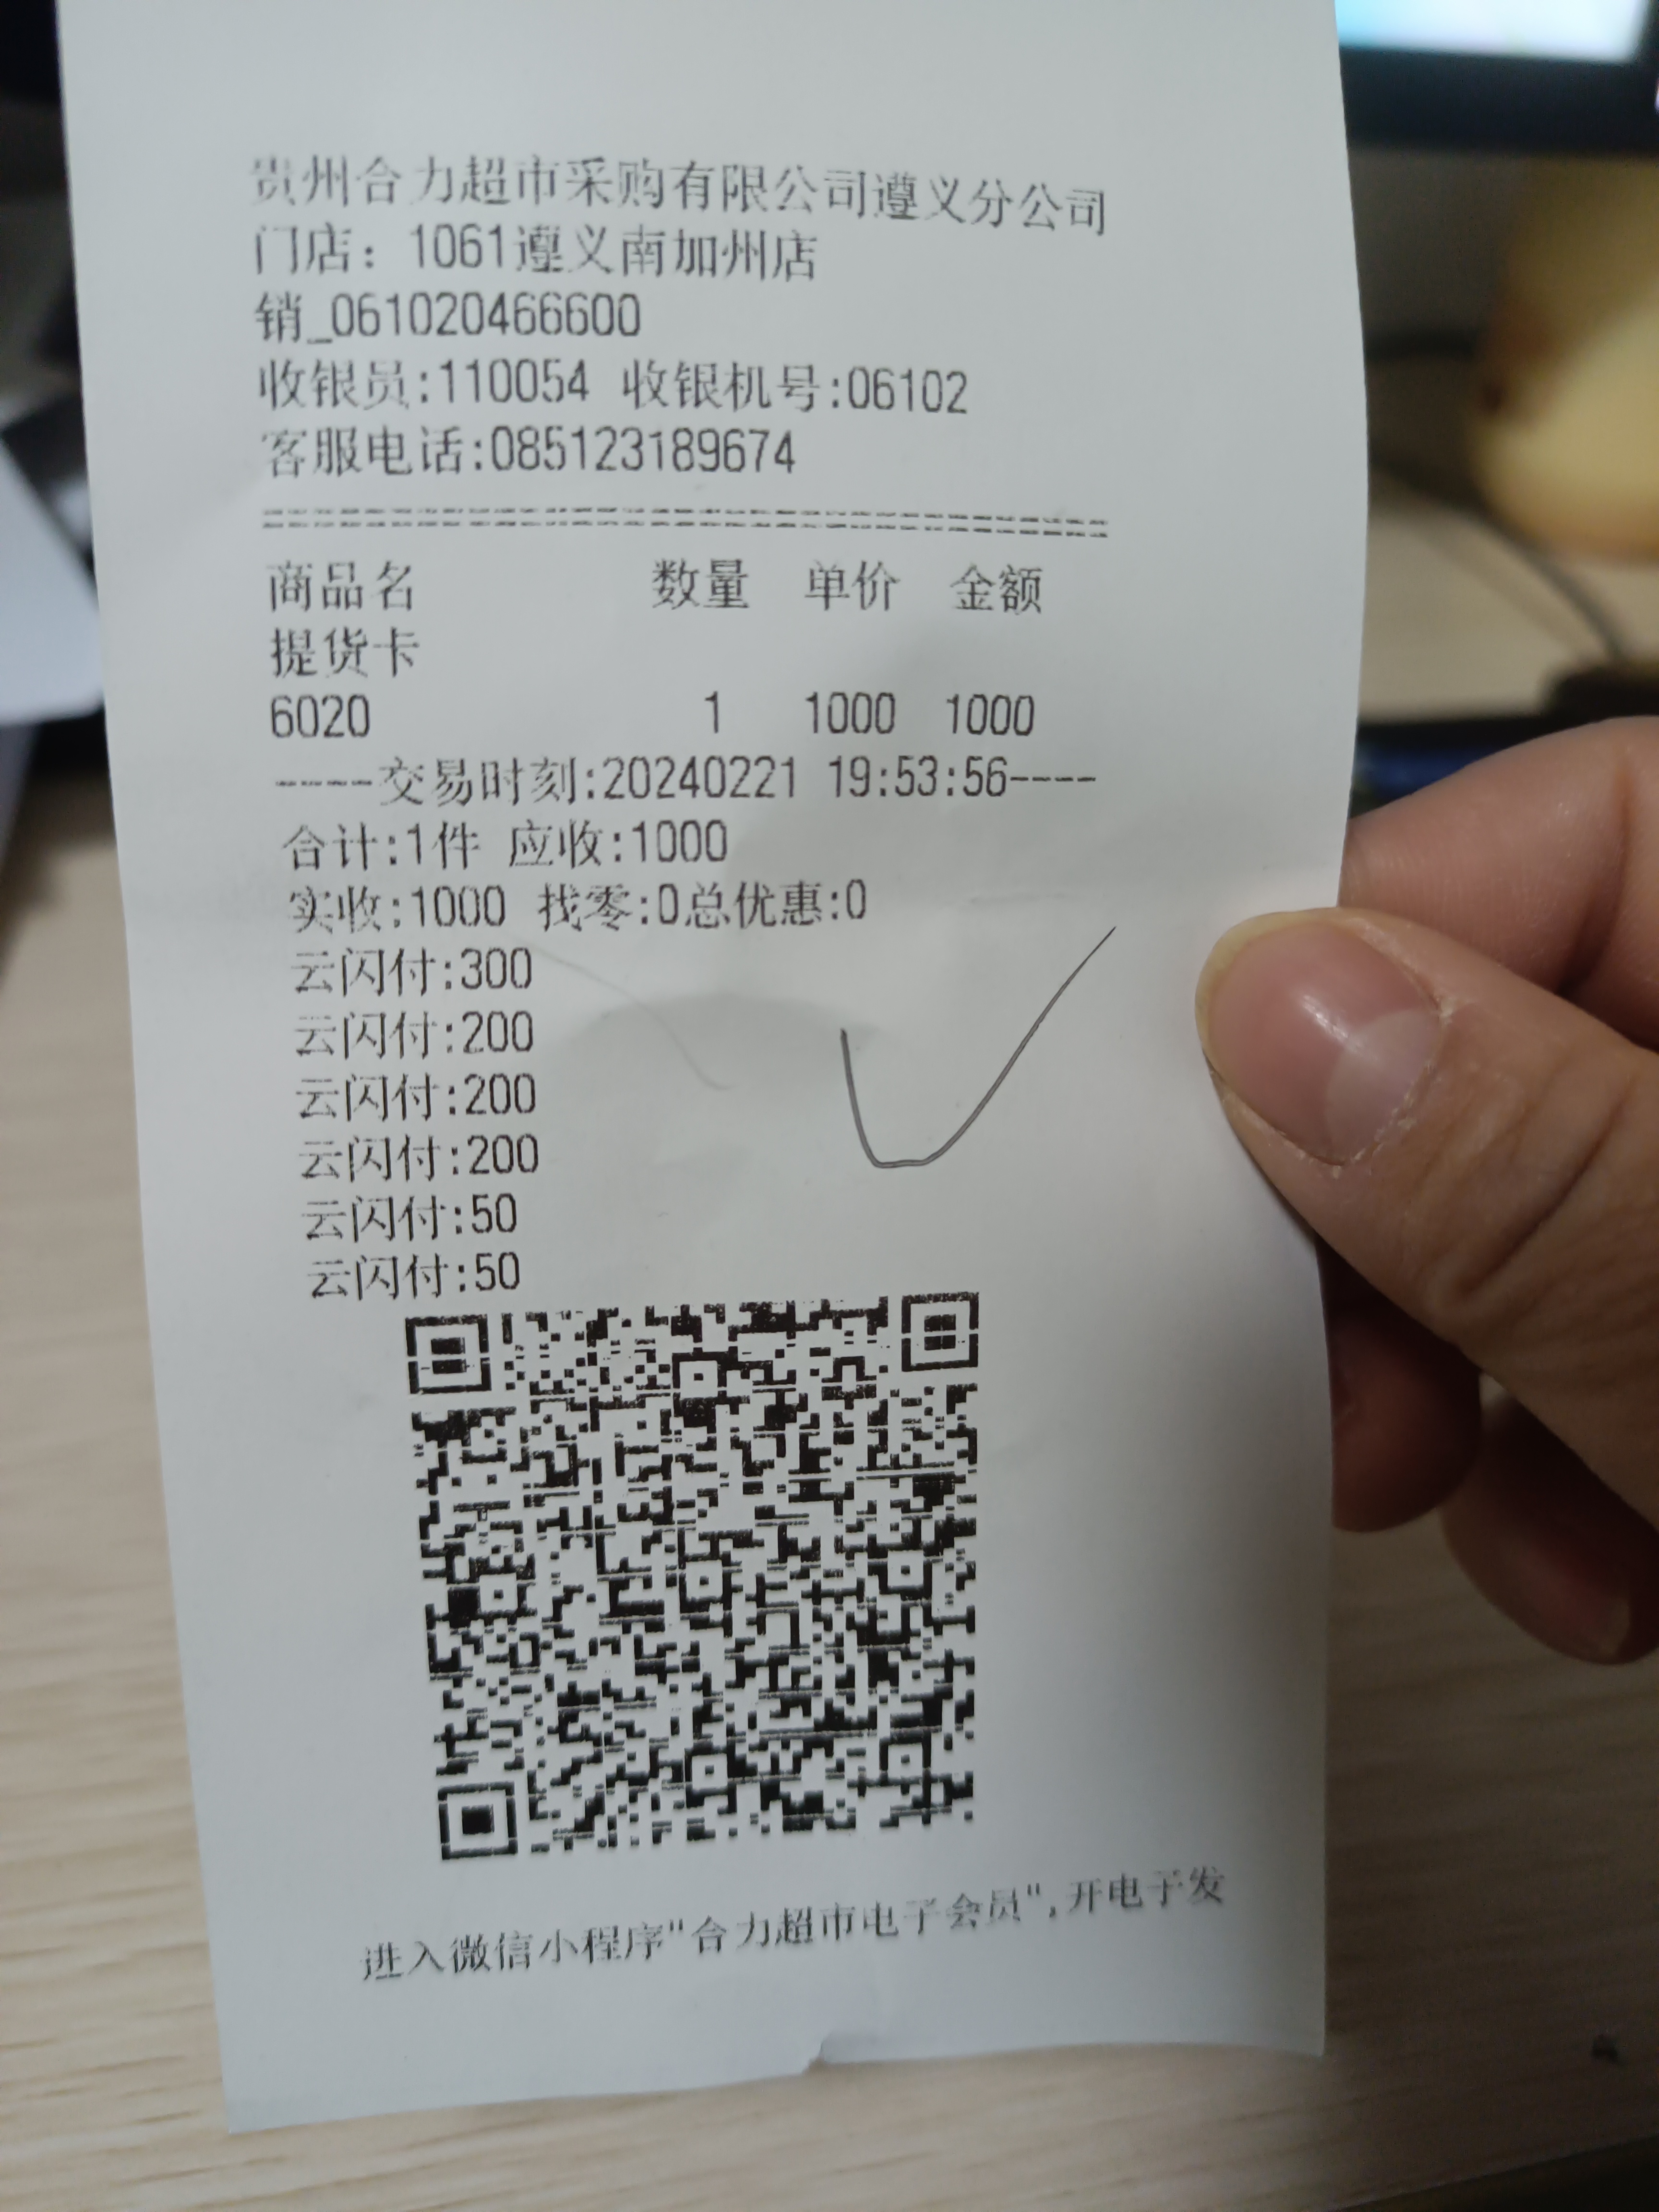 贵州合力超市采购有限公司遵义分公司
门店：1061遵义南加州店
销_061020466600
收银员:110054 收银机号:06102
客服电话:085123189674
================================
商品名 数量 单价 金额
提货卡
6020 1 1000 1000
----交易时刻:20240221 19:53:56----
合计:1件 应收:1000
实收:1000 找零:0总优惠:0
云闪付:300
云闪付:200
云闪付:200
云闪付:200
云闪付:50
云闪付:50
进入微信小程序"合力超市电子会员",开电子发